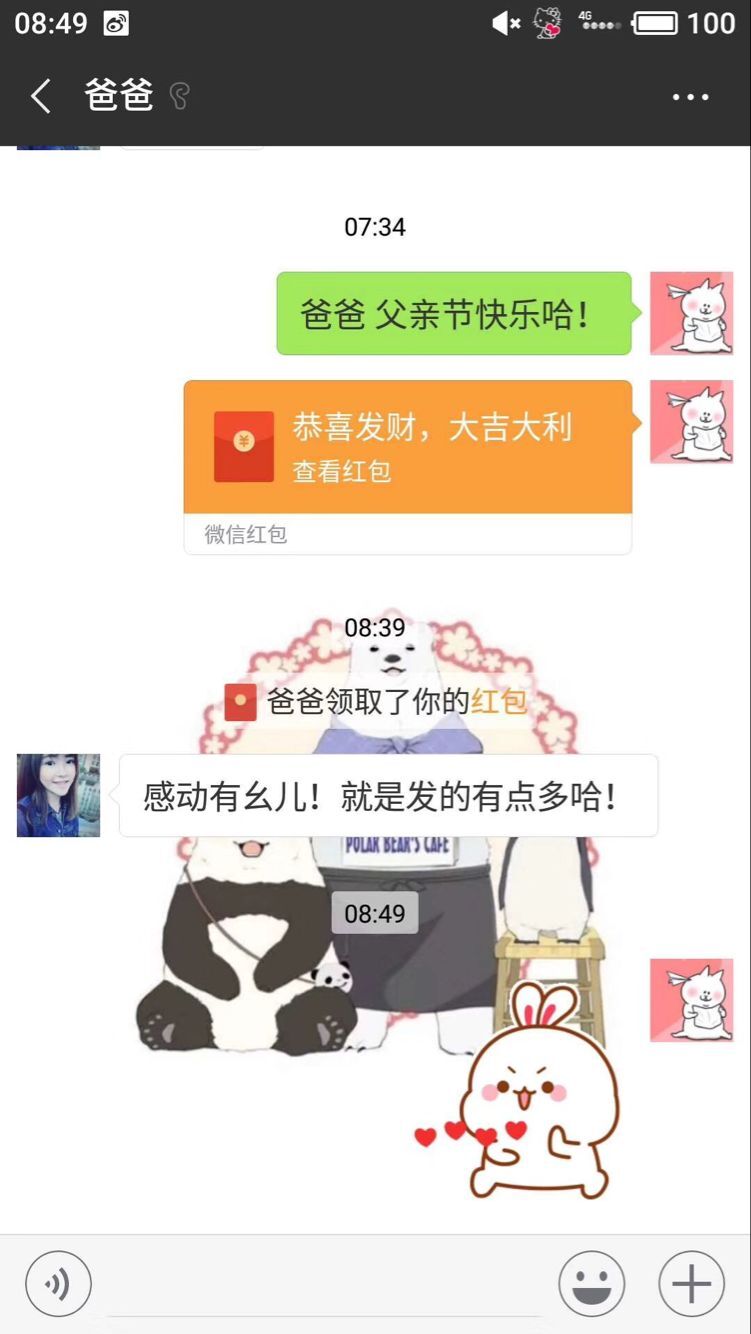 08:49
4G
100
爸爸
07:34
爸爸 父亲节快乐哈！
恭喜发财，大吉大利
查看红包
微信红包
08:39
爸爸领取了你的红包
感动有幺儿！就是发的有点多哈！
POLAR BEAR'S CAFE
08:49